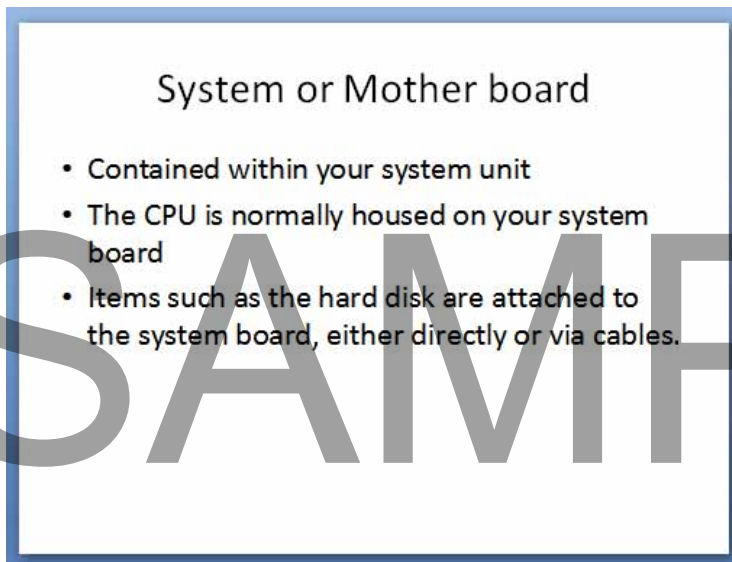 System or Mother board
• Contained within your system unit
• The CPU is normally housed on your system
board
• Items such as the hard disk are attached to
the system board, either directly or via cables.
SAMP